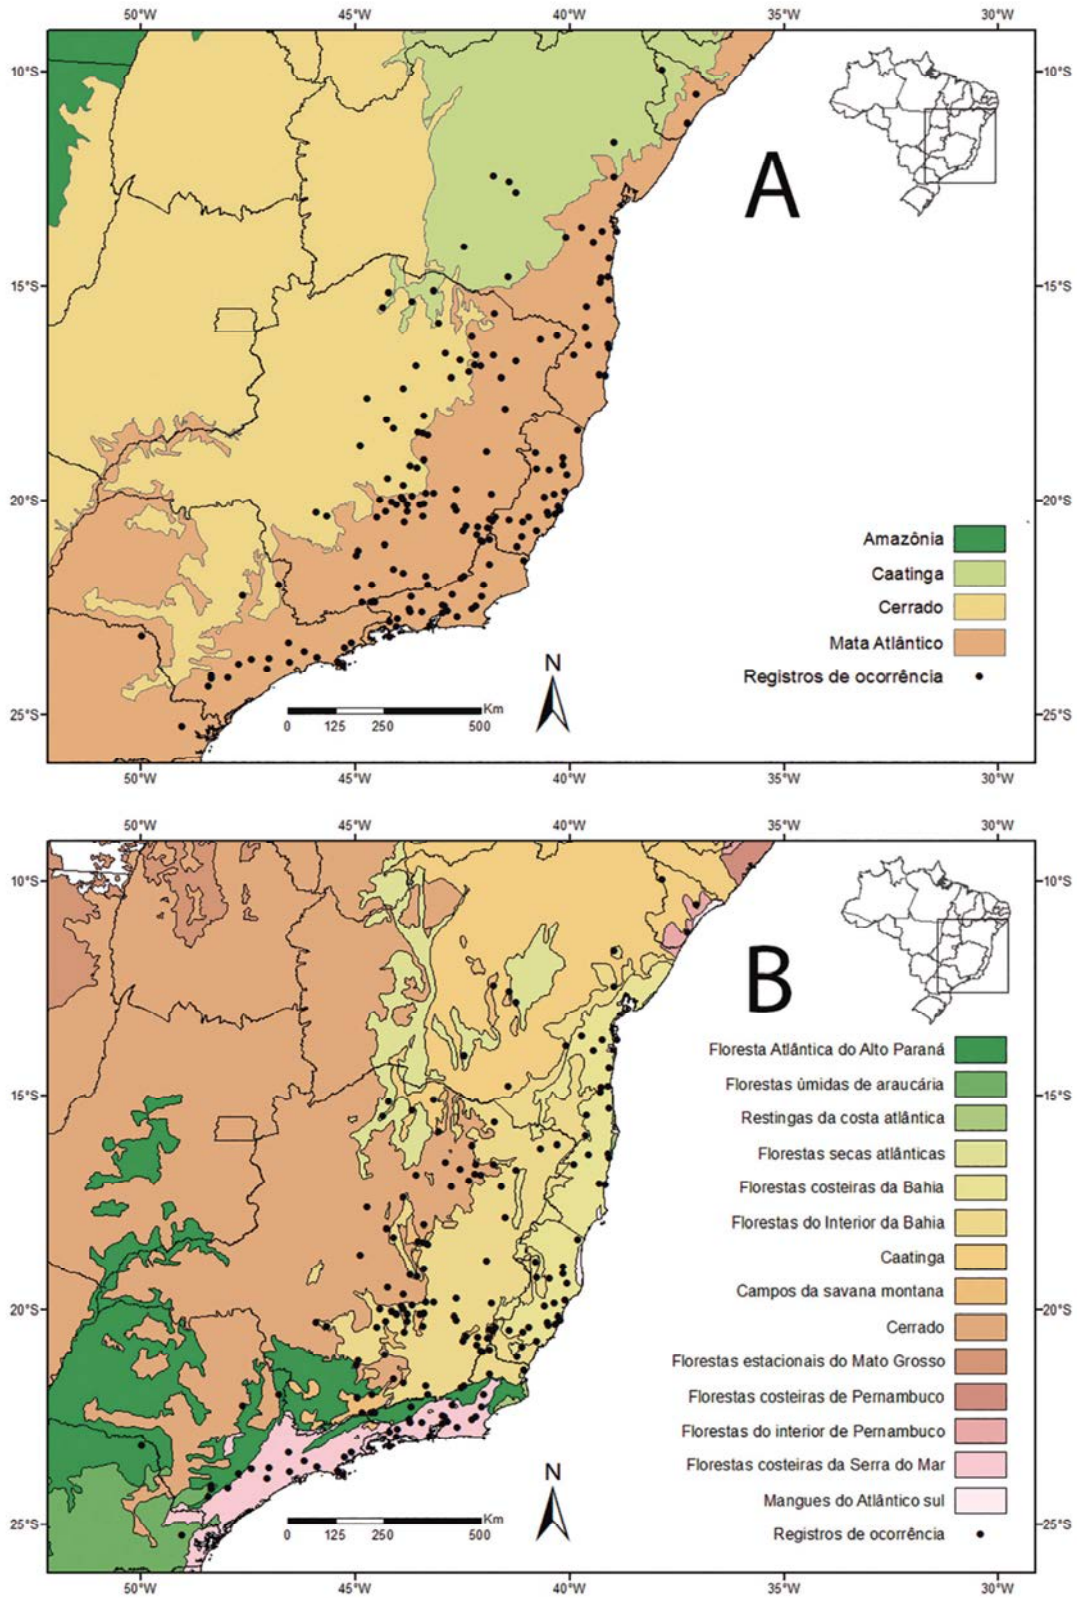 50°W 45°W 40°W 35°W 30°W
10°S 10°S
A
15°S 15°S
20°S 20°S
Amazônia
Caatinga
Cerrado
Mata Atlântico
Registros de ocorrência
N
Km
0 125 250 500
25°S 25°S
50°W 45°W 40°W 35°W 30°W
50°W 45°W 40°W 35°W 30°W
10°S 10°S
B
Floresta Atlântica do Alto Paraná
Florestas úmidas de araucária
15°S 15°S
Restingas da costa atlântica
Florestas secas atlânticas
Florestas costeiras da Bahia
Florestas do Interior da Bahia
Caatinga
Campos da savana montana
20°S 20°S
Cerrado
Florestas estacionais do Mato Grosso
Florestas costeiras de Pernambuco
Florestas do interior de Pernambuco
Florestas costeiras da Serra do Mar
Mangues do Atlântico sul
Registros de ocorrência
N
Km
0 125 250 500
25°S 25°S
50°W 45°W 40°W 35°W 30°W